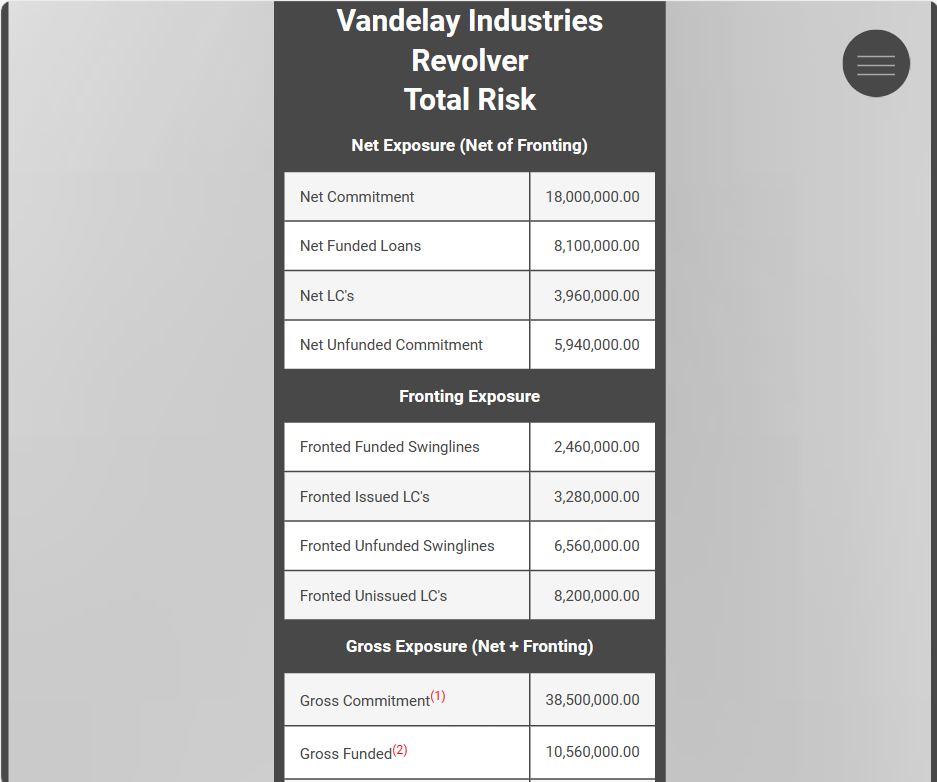 Vandelay Industries
Revolver
Total Risk
Net Exposure (Net of Fronting)
Net Commitment 18,000,000.00
Net Funded Loans 8,100,000.00
Net LC's 3,960,000.00
Net Unfunded Commitment 5,940,000.00
Fronting Exposure
Fronted Funded Swinglines 2,460,000.00
Fronted Issued LC's 3,280,000.00
Fronted Unfunded Swinglines 6,560,000.00
Fronted Unissued LC's 8,200,000.00
Gross Exposure (Net + Fronting)
Gross Commitment(1) 38,500,000.00
Gross Funded(2) 10,560,000.00